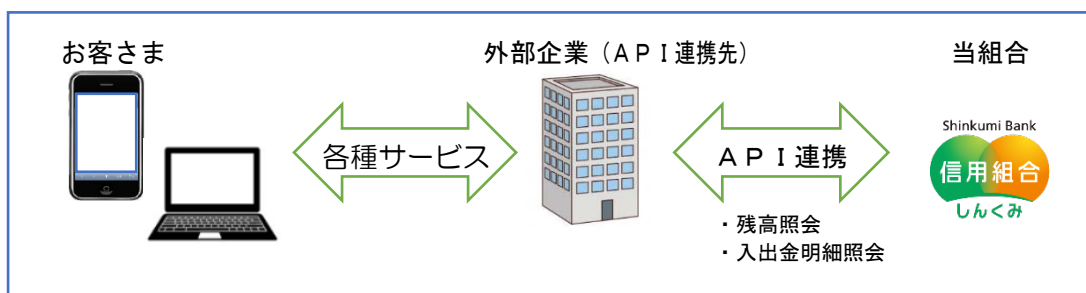 お客さま
外部企業（ＡＰＩ連携先）
当組合
各種サービス
ＡＰＩ連携
・残高照会
・入出金明細照会
Shinkumi Bank
信用組合
しんくみ